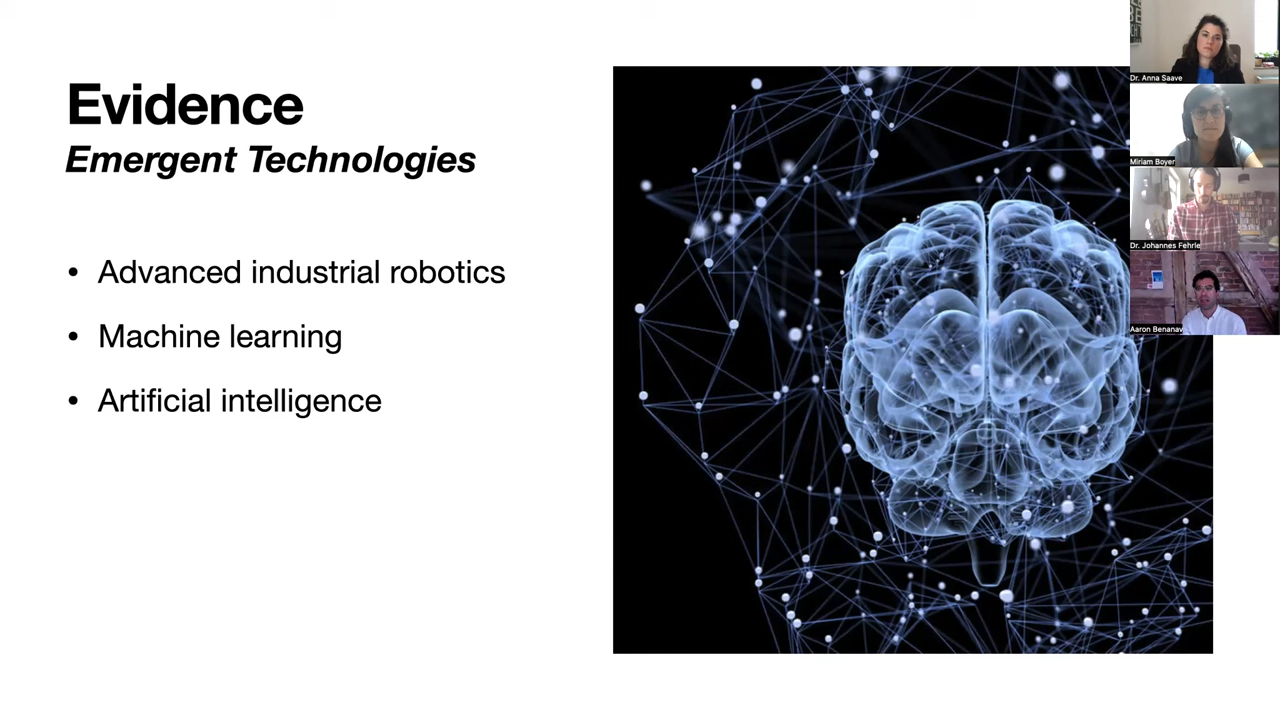 Evidence
Emergent Technologies
• Advanced industrial robotics
• Machine learning
• Artificial intelligence
Dr. Anna Saave
Miriam Boyer
Dr. Johannes Fehrle
Aaron Benanav